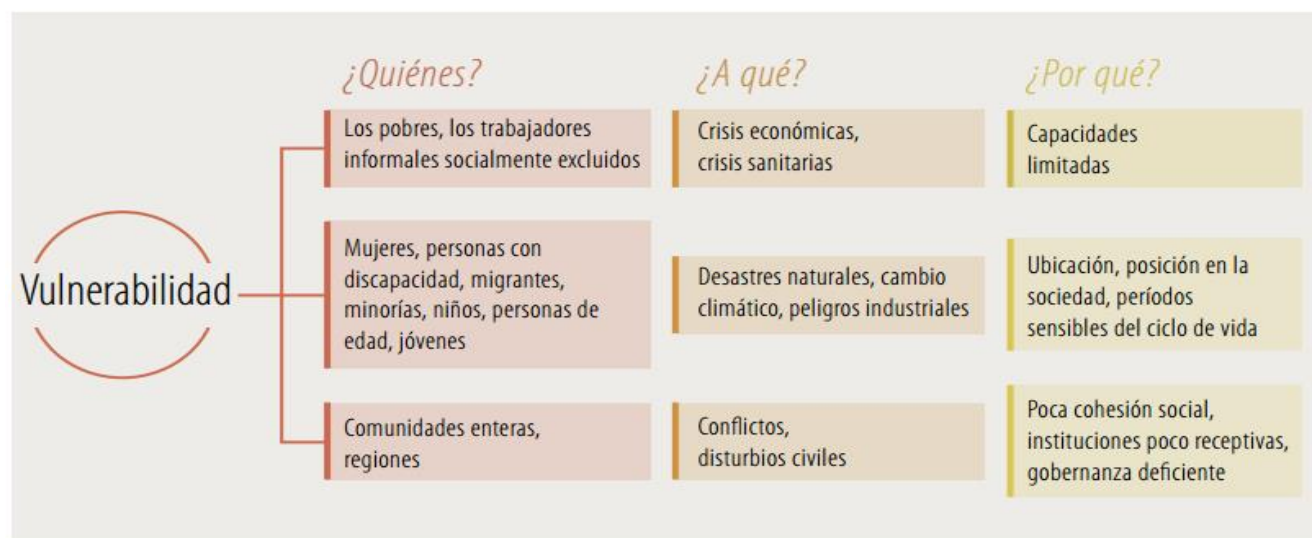 ¿Quiénes?
¿A qué?
¿Por qué?
Los pobres, los trabajadores
informales socialmente excluidos
Crisis económicas,
crisis sanitarias
Capacidades
limitadas
Vulnerabilidad
Mujeres, personas con
discapacidad, migrantes,
minorías, niños, personas de
edad, jóvenes
Desastres naturales, cambio
climático, peligros industriales
Ubicación, posición en la
sociedad, períodos
sensibles del ciclo de vida
Comunidades enteras,
regiones
Conflictos,
disturbios civiles
Poca cohesión social,
instituciones poco receptivas,
gobernanza deficiente